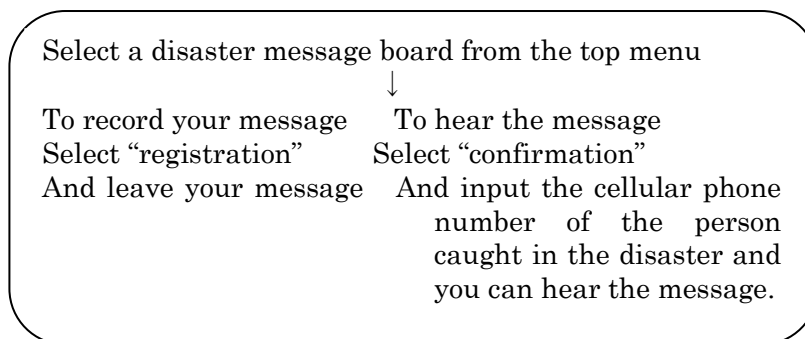 Select a disaster message board from the top menu
↓
To record your message To hear the message
Select “registration” Select “confirmation”
And leave your message And input the cellular phone
number of the person
caught in the disaster and
you can hear the message.